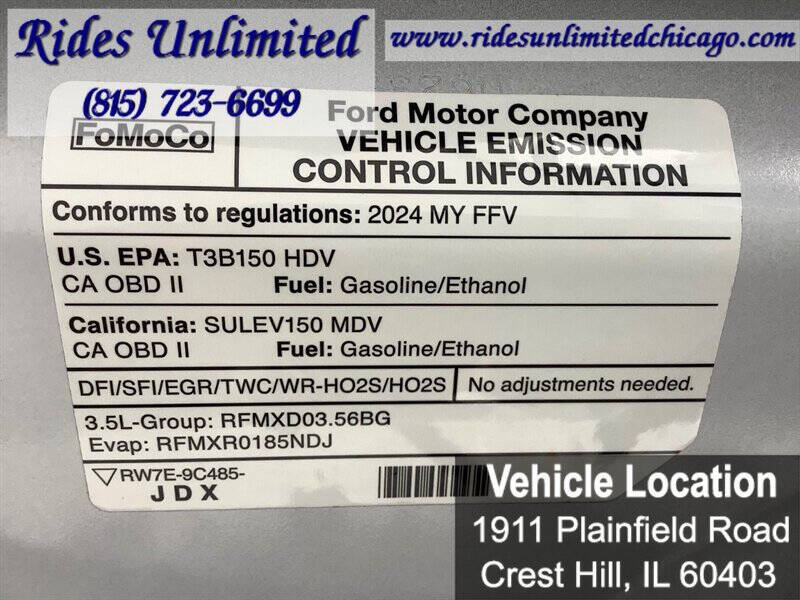 Rides Unlimited
www.ridesunlimitedchicago.com
(815) 723-6699
FoMoCo
Ford Motor Company
VEHICLE EMISSION
CONTROL INFORMATION
Conforms to regulations: 2024 MY FFV
U.S. EPA: T3B150 HDV
CA OBD II Fuel: Gasoline/Ethanol
California: SULEV150 MDV
CA OBD II Fuel: Gasoline/Ethanol
DFI/SFI/EGR/TWC/WR-HO2S/HO2S No adjustments needed.
3.5L-Group: RFMXD03.56BG
Evap: RFMXR0185NDJ
RW7E-9C485-
JDX
Vehicle Location
1911 Plainfield Road
Crest Hill, IL 60403